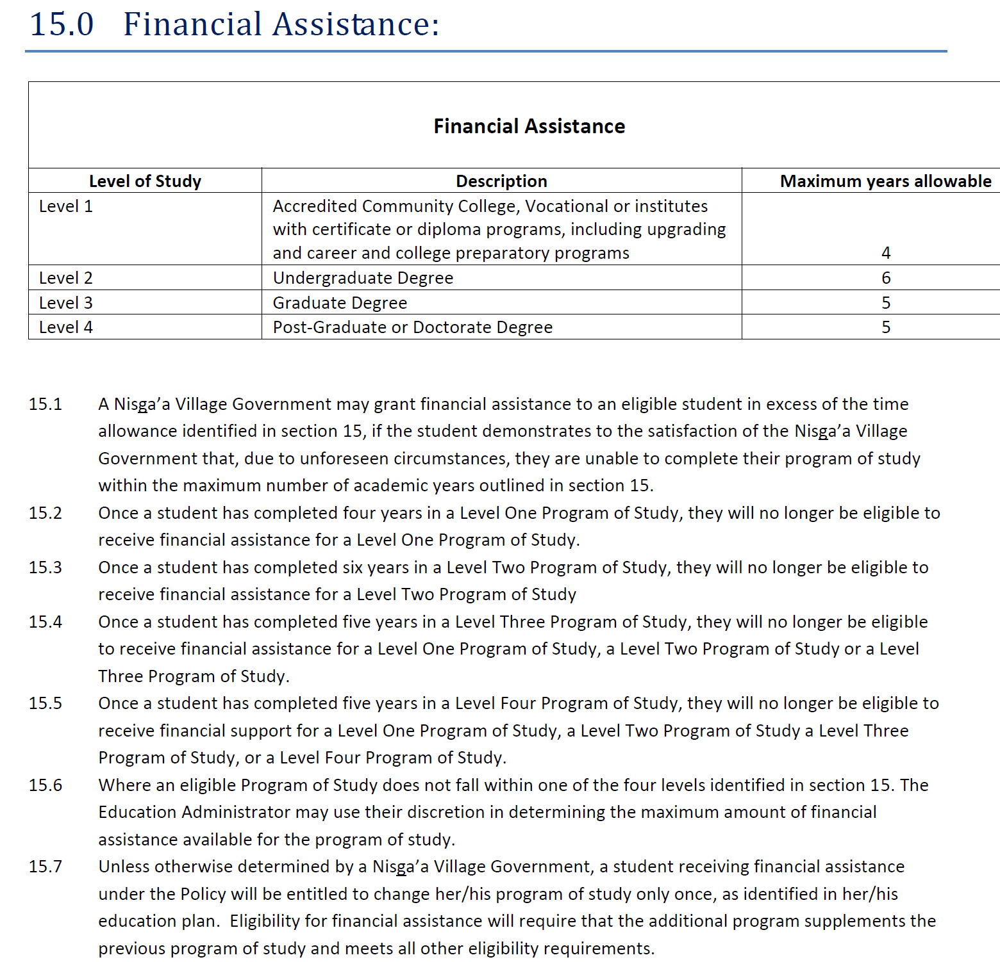 15.0 Financial Assistance:
Financial Assistance
Level of Study Description Maximum years allowable
Level 1 Accredited Community College, Vocational or institutes
with certificate or diploma programs, including upgrading
and career and college preparatory programs 4
Level 2 Undergraduate Degree 6
Level 3 Graduate Degree 5
Level 4 Post-Graduate or Doctorate Degree 5
15.1 A Nisg̲a’a Village Government may grant financial assistance to an eligible student in excess of the time
allowance identified in section 15, if the student demonstrates to the satisfaction of the Nisg̲a’a Village
Government that, due to unforeseen circumstances, they are unable to complete their program of study
within the maximum number of academic years outlined in section 15.
15.2 Once a student has completed four years in a Level One Program of Study, they will no longer be eligible to
receive financial assistance for a Level One Program of Study.
15.3 Once a student has completed six years in a Level Two Program of Study, they will no longer be eligible to
receive financial assistance for a Level Two Program of Study
15.4 Once a student has completed five years in a Level Three Program of Study, they will no longer be eligible
to receive financial assistance for a Level One Program of Study, a Level Two Program of Study or a Level
Three Program of Study.
15.5 Once a student has completed five years in a Level Four Program of Study, they will no longer be eligible to
receive financial support for a Level One Program of Study, a Level Two Program of Study a Level Three
Program of Study, or a Level Four Program of Study.
15.6 Where an eligible Program of Study does not fall within one of the four levels identified in section 15. The
Education Administrator may use their discretion in determining the maximum amount of financial
assistance available for the program of study.
15.7 Unless otherwise determined by a Nisg̲a’a Village Government, a student receiving financial assistance
under the Policy will be entitled to change her/his program of study only once, as identified in her/his
education plan. Eligibility for financial assistance will require that the additional program supplements the
previous program of study and meets all other eligibility requirements.